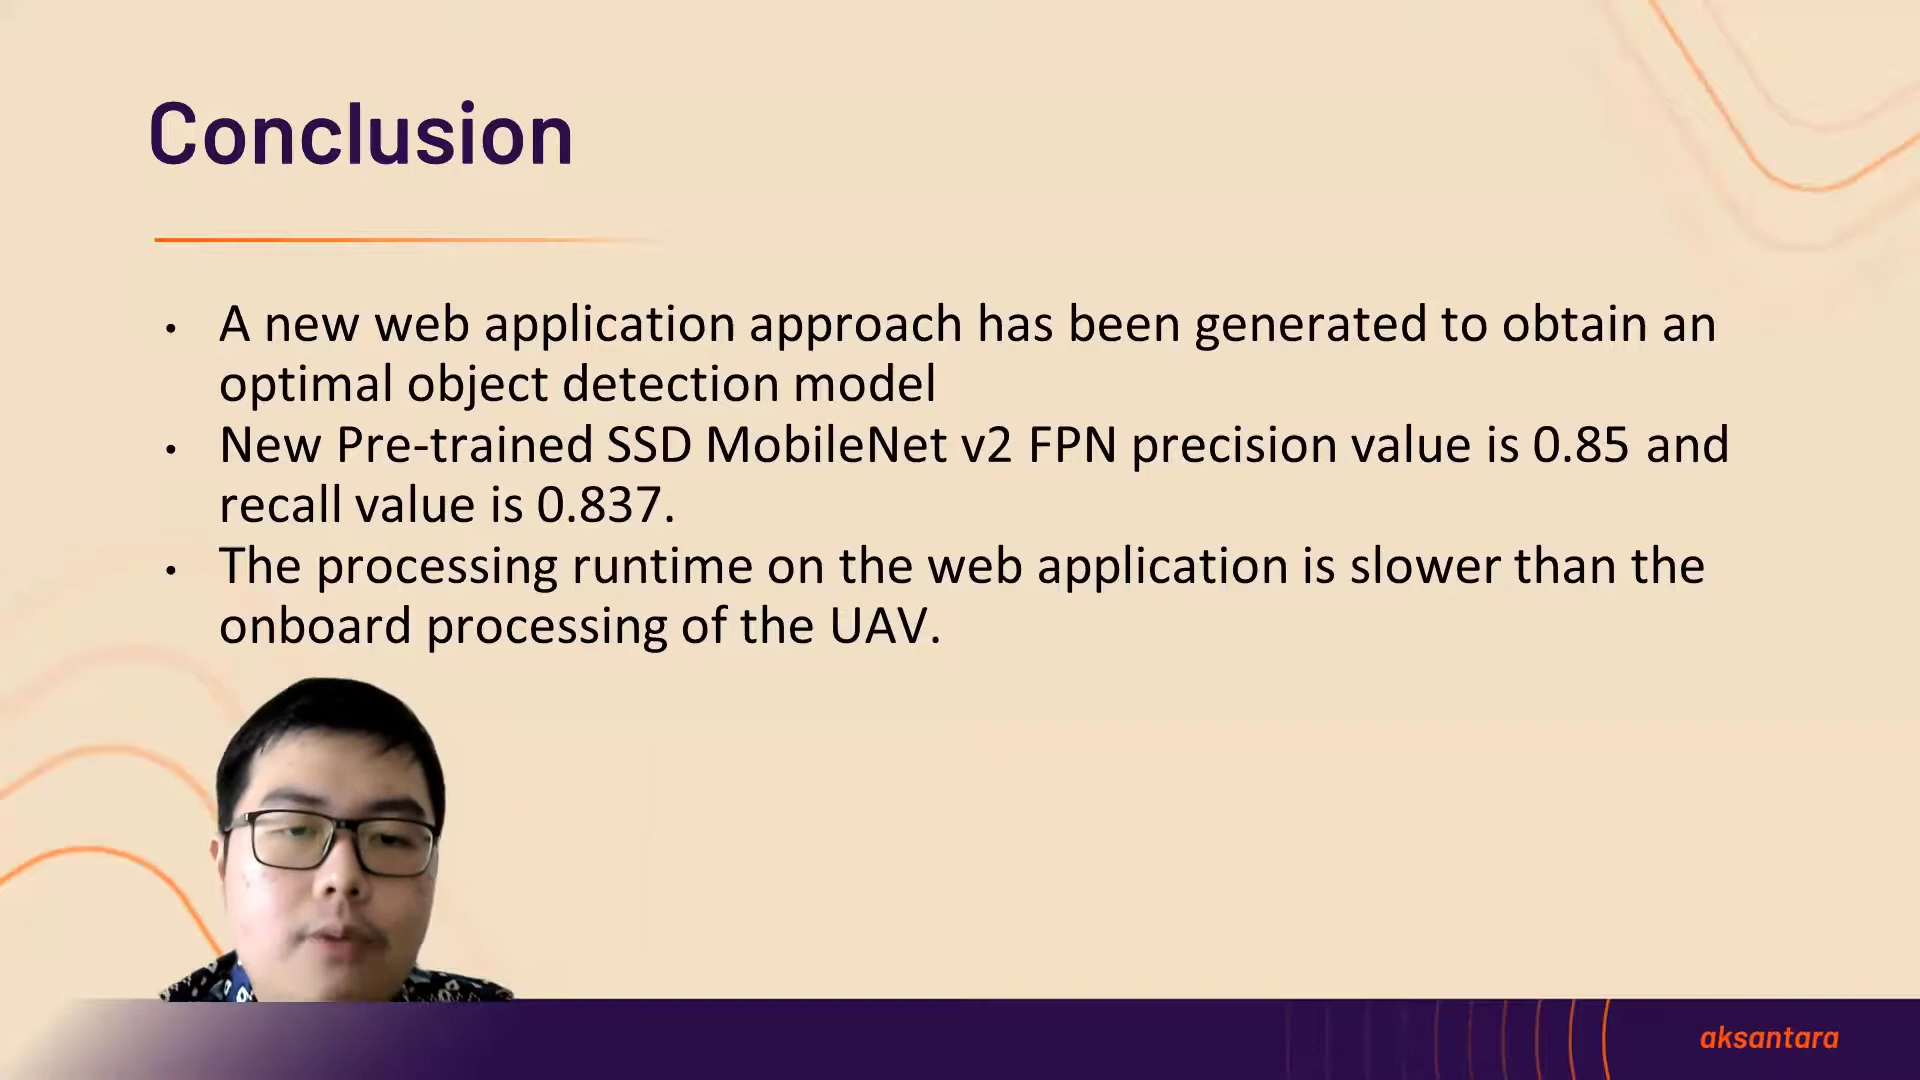 Conclusion
• A new web application approach has been generated to obtain an
optimal object detection model
• New Pre-trained SSD MobileNet v2 FPN precision value is 0.85 and
recall value is 0.837.
• The processing runtime on the web application is slower than the
onboard processing of the UAV.
aksantara